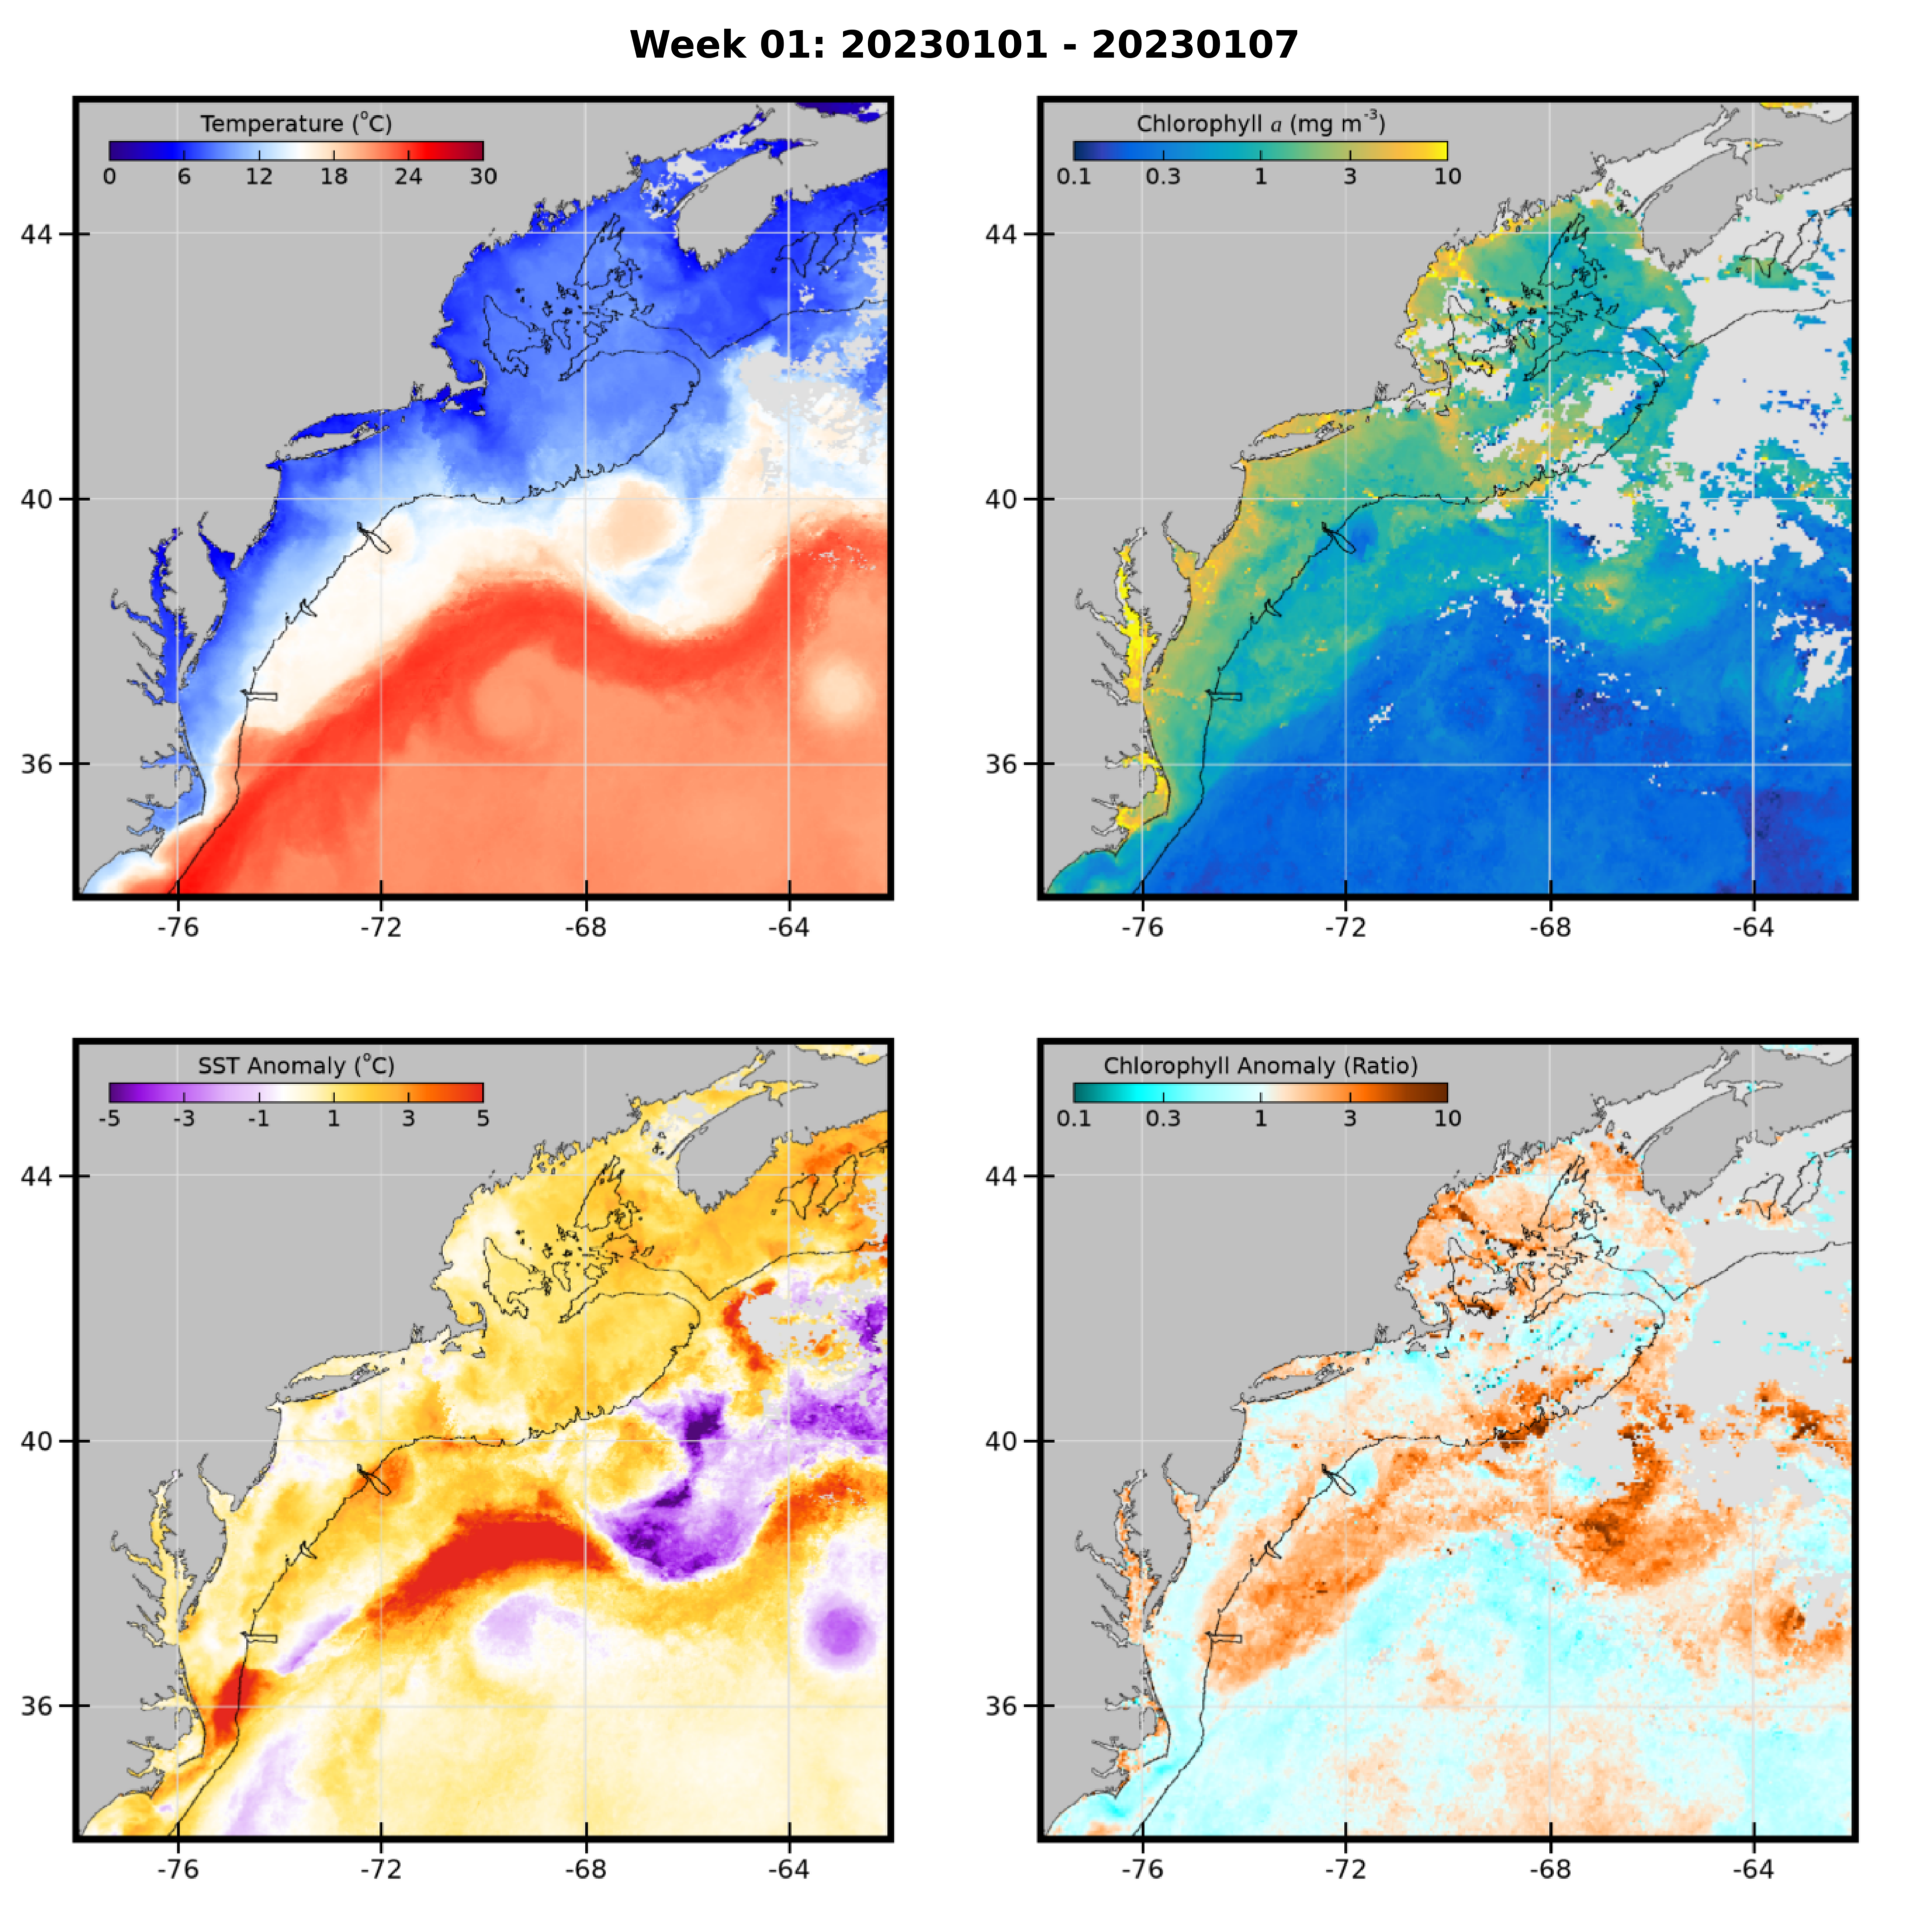 Week 01: 20230101 - 20230107
Temperature (°C)
0 6 12 18 24 30
44
40
36
-76 -72 -68 -64
Chlorophyll a (mg m⁻³)
0.1 0.3 1 3 10
44
40
36
-76 -72 -68 -64
SST Anomaly (°C)
-5 -3 -1 1 3 5
44
40
36
-76 -72 -68 -64
Chlorophyll Anomaly (Ratio)
0.1 0.3 1 3 10
44
40
36
-76 -72 -68 -64